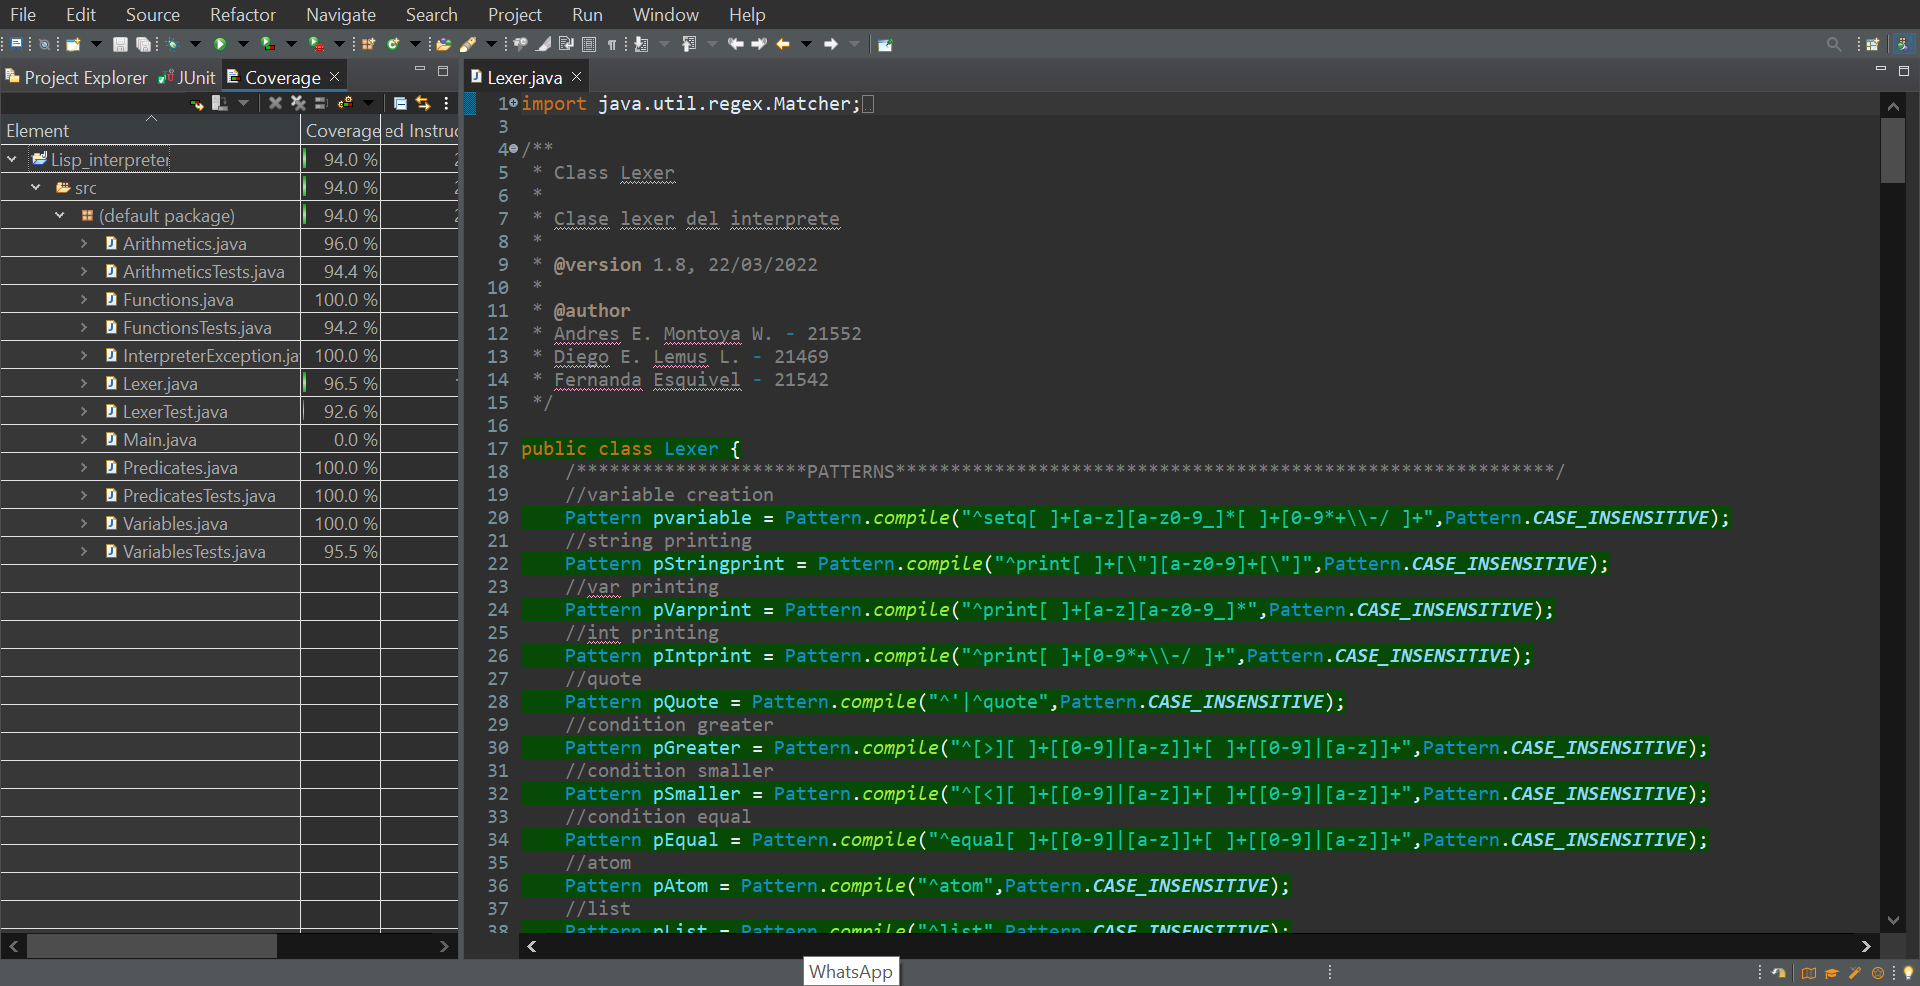 File Edit Source Refactor Navigate Search Project Run Window Help
Project Explorer JUnit Coverage
Element Coverage ed Instruc
Lisp_interpreter 94.0 %
src 94.0 %
(default package) 94.0 %
Arithmetics.java 96.0 %
ArithmeticsTests.java 94.4 %
Functions.java 100.0 %
FunctionsTests.java 94.2 %
InterpreterException.ja 100.0 %
Lexer.java 96.5 %
LexerTest.java 92.6 %
Main.java 0.0 %
Predicates.java 100.0 %
PredicatesTests.java 100.0 %
Variables.java 100.0 %
VariablesTests.java 95.5 %
Lexer.java
1 import java.util.regex.Matcher;
3
4 /**
5 * Class Lexer
6 *
7 * Clase lexer del interprete
8 *
9 * @version 1.8, 22/03/2022
10 *
11 * @author
12 * Andres E. Montoya W. - 21552
13 * Diego E. Lemus L. - 21469
14 * Fernanda Esquivel - 21542
15 */
16
17 public class Lexer {
18 /*********************PATTERNS************************************************************/
19 //variable creation
20 Pattern pvariable = Pattern.compile("^setq[ ]+[a-z][a-z0-9_]*[ ]+[0-9*+\\-/ ]+",Pattern.CASE_INSENSITIVE);
21 //string printing
22 Pattern pStringprint = Pattern.compile("^print[ ]+[\"][a-z0-9]+[\"]",Pattern.CASE_INSENSITIVE);
23 //var printing
24 Pattern pVarprint = Pattern.compile("^print[ ]+[a-z][a-z0-9_]*",Pattern.CASE_INSENSITIVE);
25 //int printing
26 Pattern pIntprint = Pattern.compile("^print[ ]+[0-9*+\\-/ ]+",Pattern.CASE_INSENSITIVE);
27 //quote
28 Pattern pQuote = Pattern.compile("^'|^quote",Pattern.CASE_INSENSITIVE);
29 //condition greater
30 Pattern pGreater = Pattern.compile("^[>][ ]+[[0-9]|[a-z]]+[ ]+[[0-9]|[a-z]]+",Pattern.CASE_INSENSITIVE);
31 //condition smaller
32 Pattern pSmaller = Pattern.compile("^[<][ ]+[[0-9]|[a-z]]+[ ]+[[0-9]|[a-z]]+",Pattern.CASE_INSENSITIVE);
33 //condition equal
34 Pattern pEqual = Pattern.compile("^equal[ ]+[[0-9]|[a-z]]+[ ]+[[0-9]|[a-z]]+",Pattern.CASE_INSENSITIVE);
35 //atom
36 Pattern pAtom = Pattern.compile("^atom",Pattern.CASE_INSENSITIVE);
37 //list
38 Pattern pList = Pattern.compile("^list",Pattern.CASE_INSENSITIVE);
WhatsApp